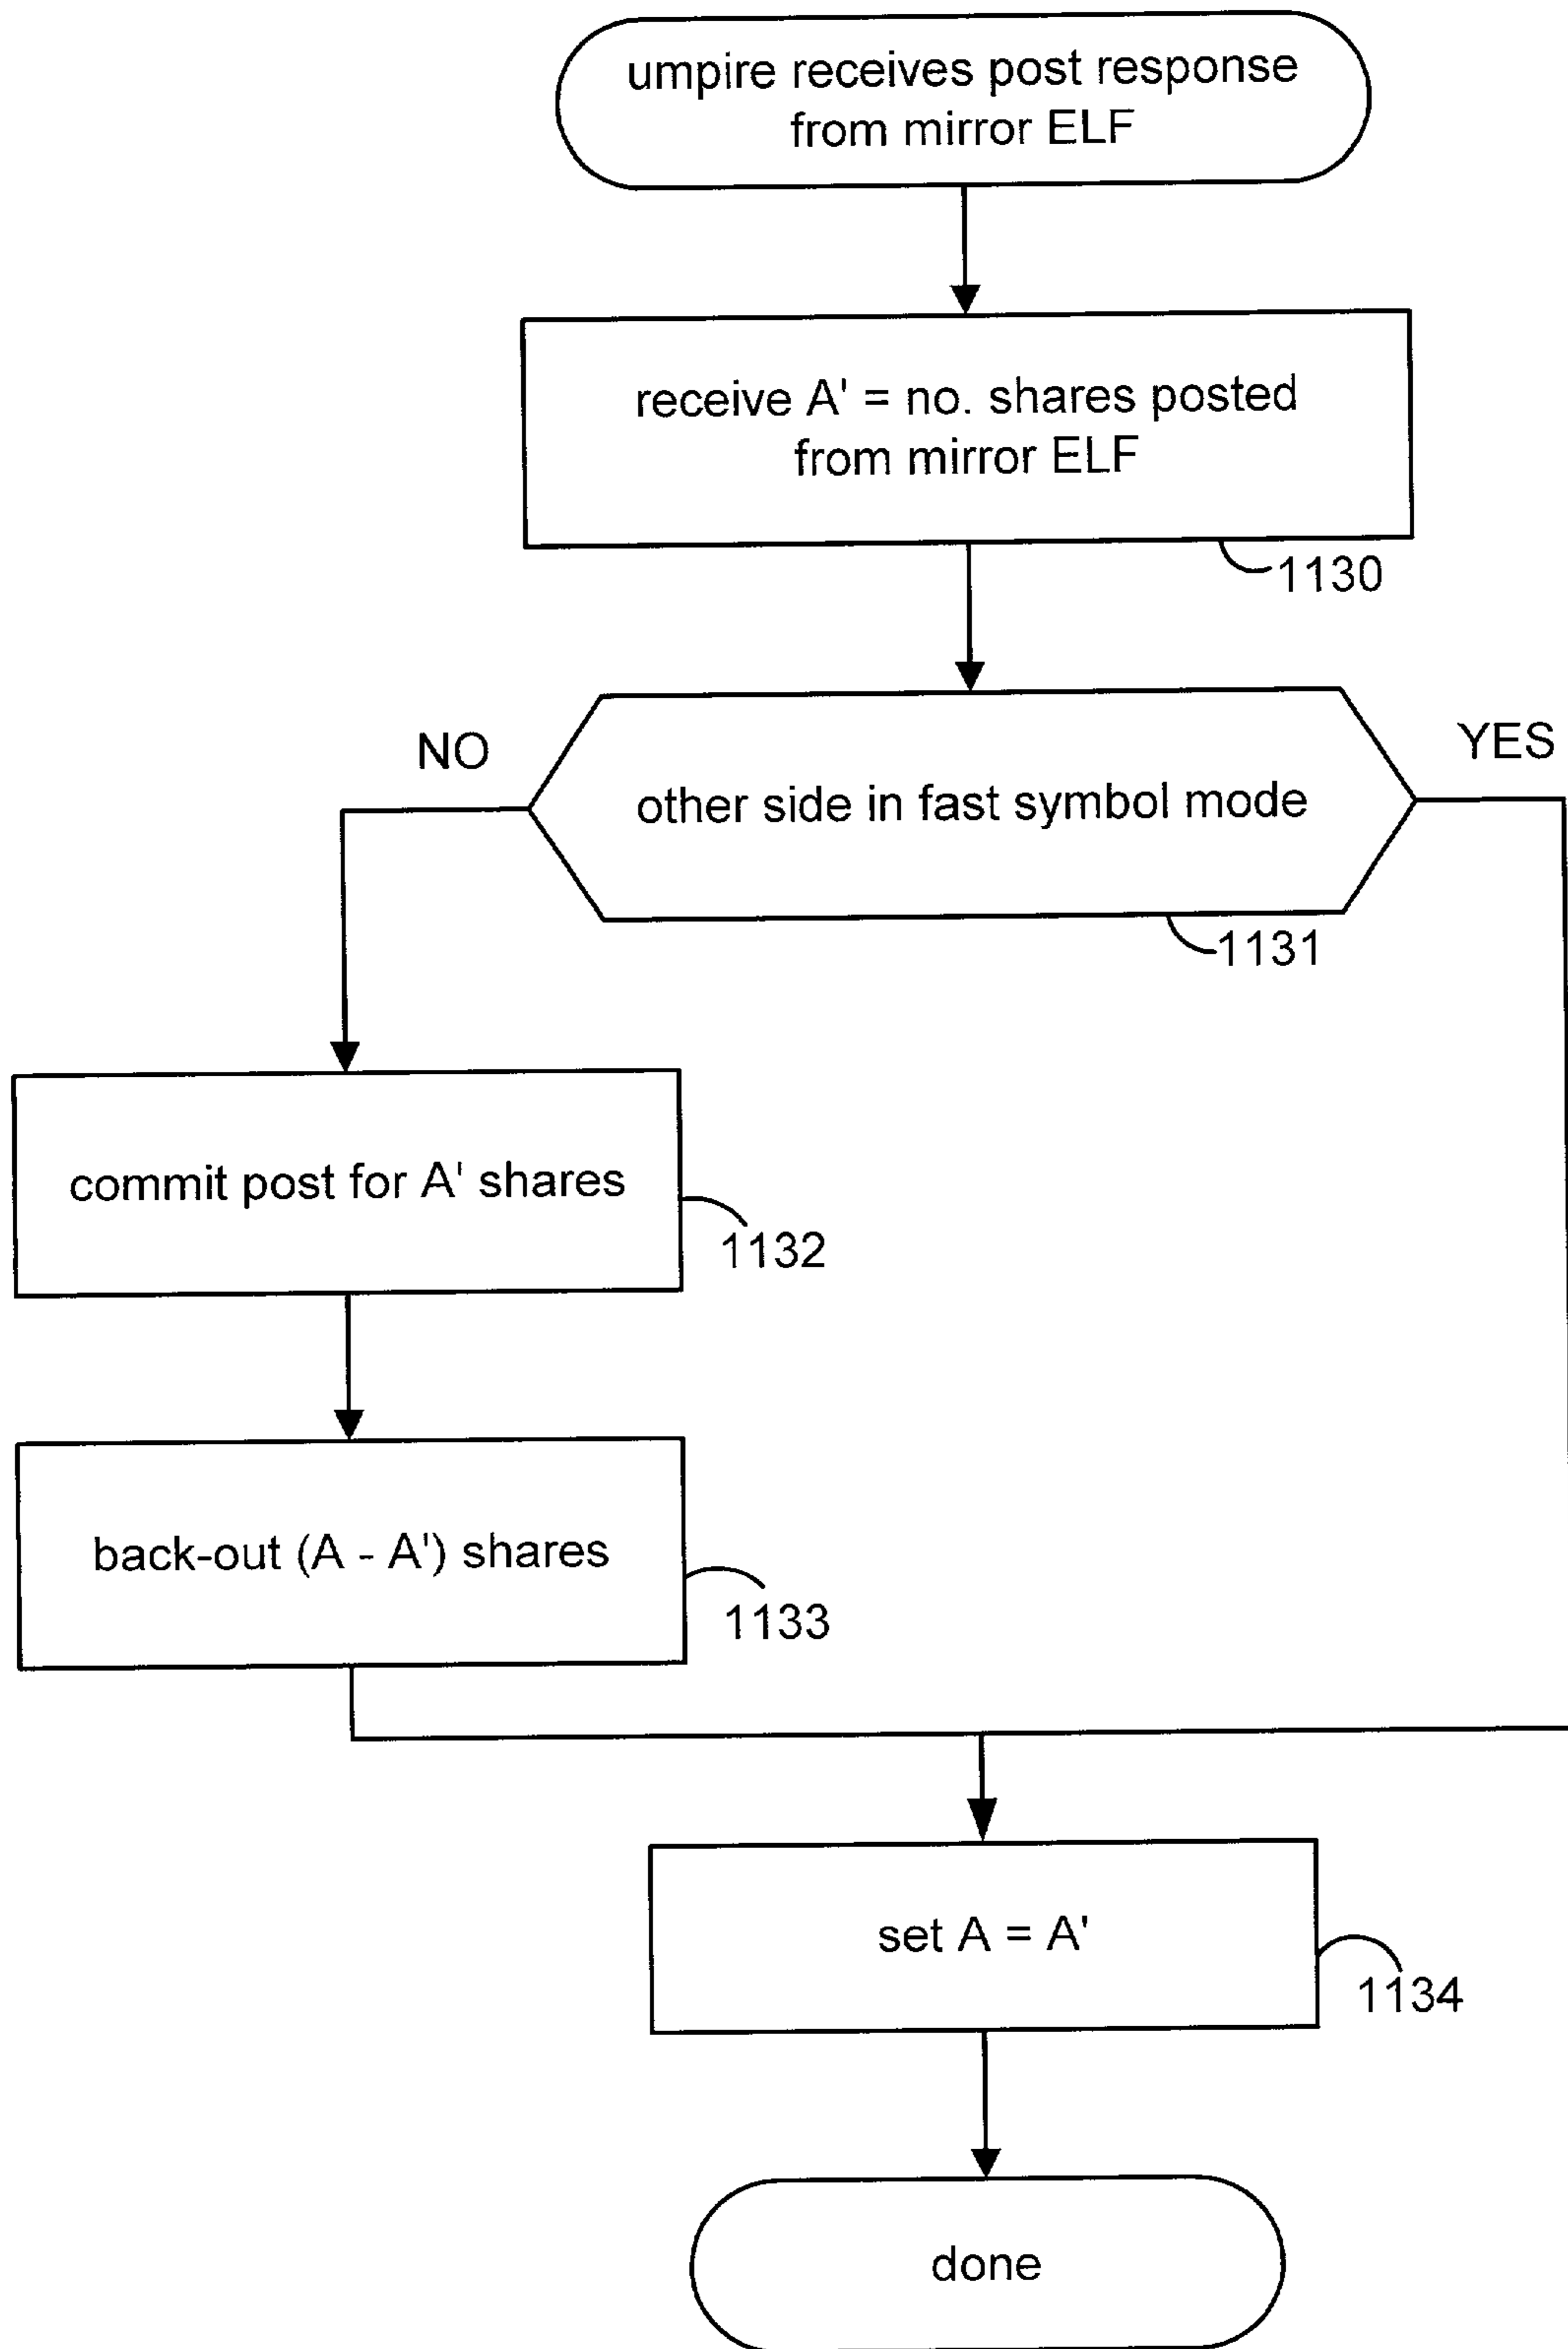 umpire receives post response
from mirror ELF
receive A' = no. shares posted
from mirror ELF
1130
NO
YES
other side in fast symbol mode
1131
commit post for A' shares
1132
back-out (A - A') shares
1133
set A = A'
1134
done